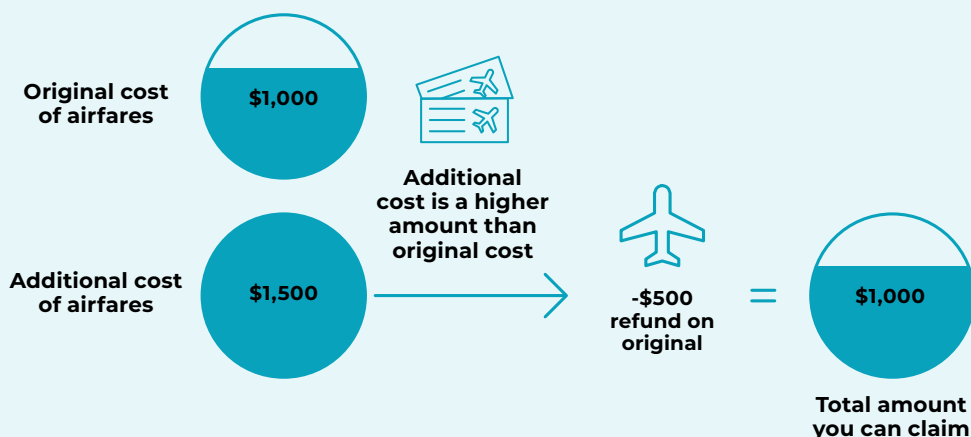 Original cost
of airfares
$1,000
Additional
cost is a higher
amount than
original cost
Additional cost
of airfares
$1,500
-$500
refund on
original
=
$1,000
Total amount
you can claim